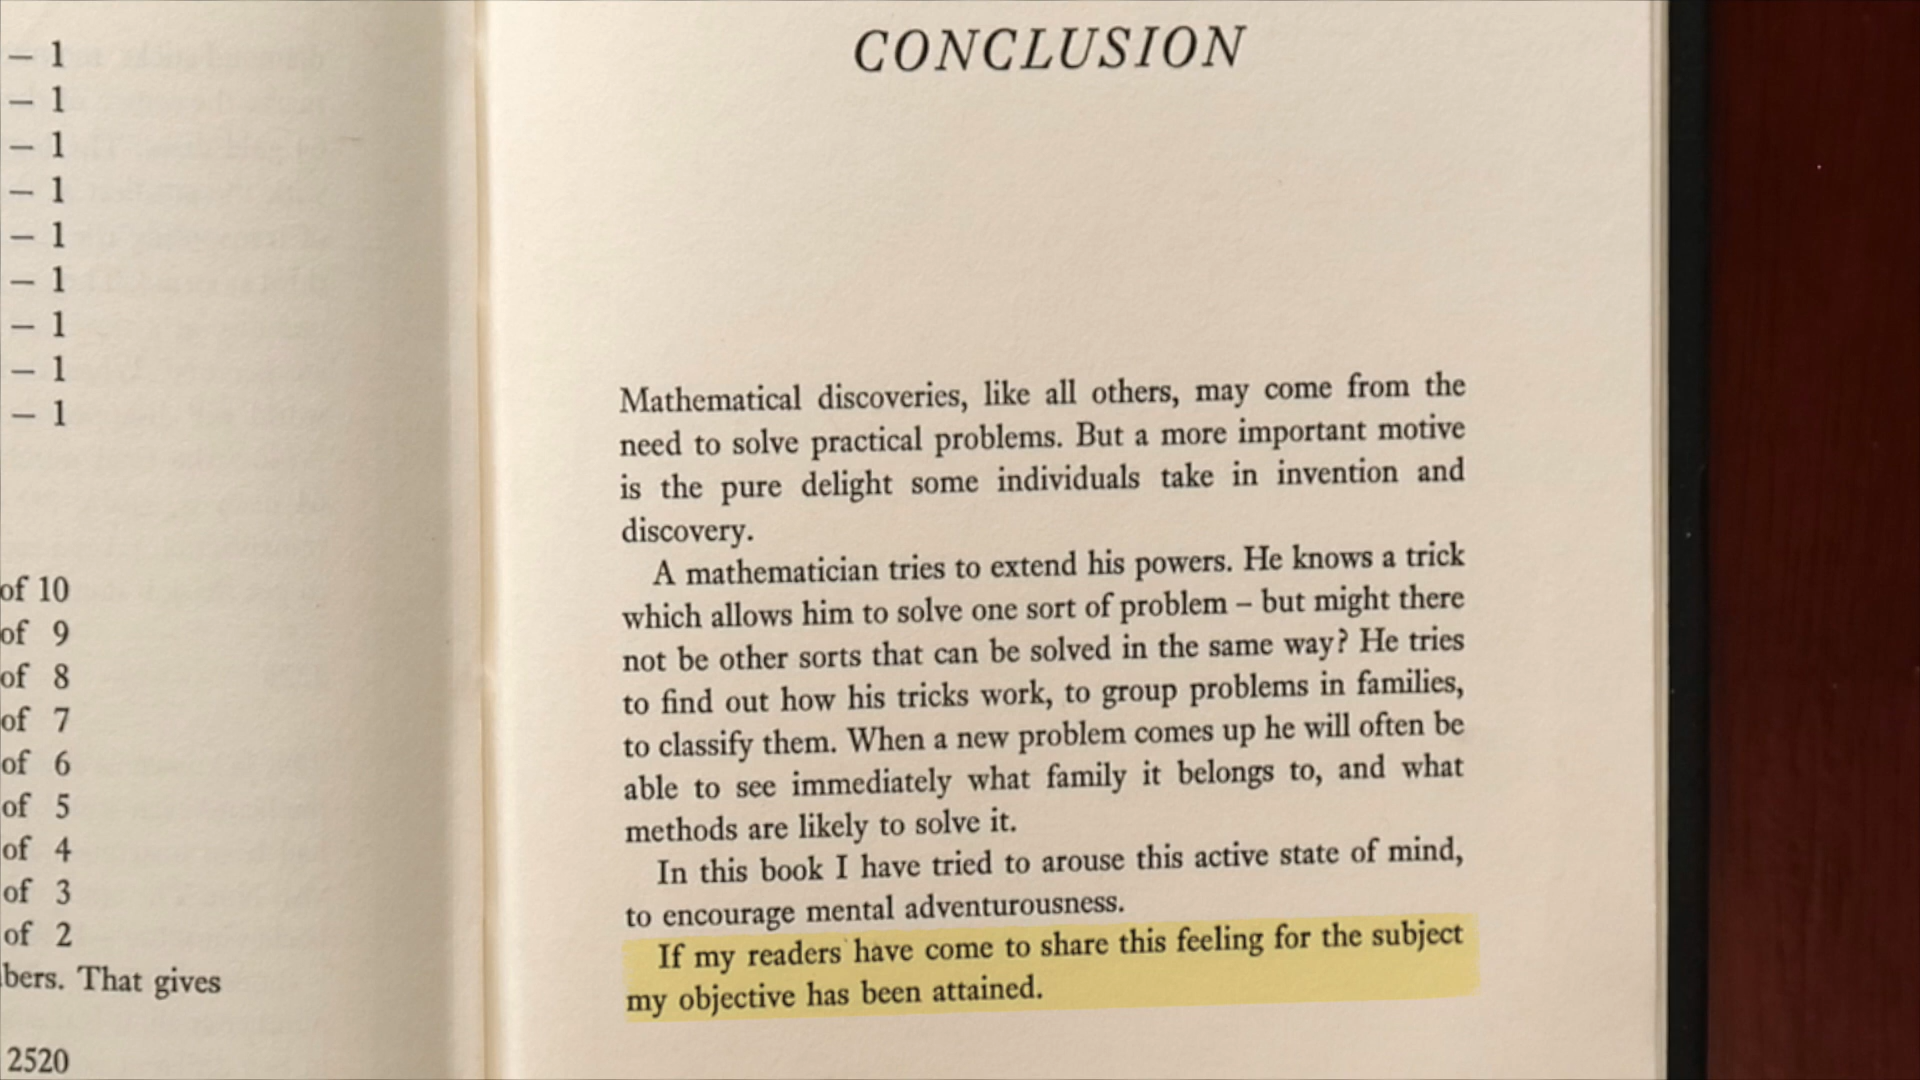 – 1
– 1
– 1
– 1
– 1
– 1
– 1
– 1
– 1
of 10
of 9
of 8
of 7
of 6
of 5
of 4
of 3
of 2
bers. That gives
2520
CONCLUSION
Mathematical discoveries, like all others, may come from the
need to solve practical problems. But a more important motive
is the pure delight some individuals take in invention and
discovery.
A mathematician tries to extend his powers. He knows a trick
which allows him to solve one sort of problem – but might there
not be other sorts that can be solved in the same way? He tries
to find out how his tricks work, to group problems in families,
to classify them. When a new problem comes up he will often be
able to see immediately what family it belongs to, and what
methods are likely to solve it.
In this book I have tried to arouse this active state of mind,
to encourage mental adventurousness.
If my readers have come to share this feeling for the subject
my objective has been attained.